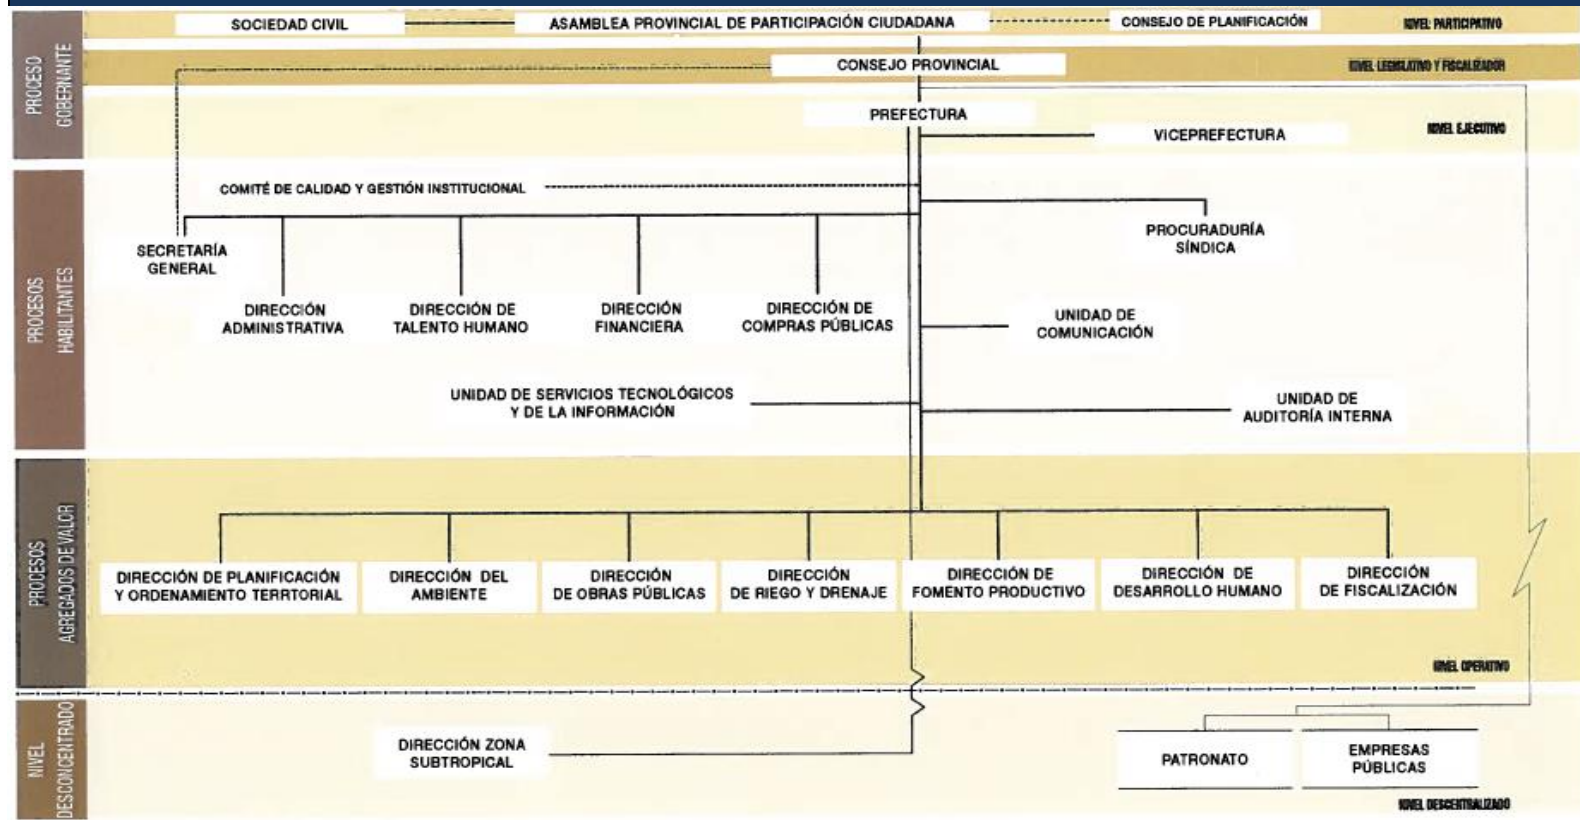 SOCIEDAD CIVIL
ASAMBLEA PROVINCIAL DE PARTICIPACIÓN CIUDADANA
CONSEJO DE PLANIFICACIÓN
NIVEL PARTICIPATIVO
PROCESO
GOBERNANTE
CONSEJO PROVINCIAL
NIVEL LEGISLATIVO Y FISCALIZADOR
PREFECTURA
VICEPREFECTURA
NIVEL EJECUTIVO
PROCESOS
HABILITANTES
COMITÉ DE CALIDAD Y GESTIÓN INSTITUCIONAL
SECRETARÍA
GENERAL
PROCURADURÍA
SÍNDICA
DIRECCIÓN
ADMINISTRATIVA
DIRECCIÓN DE
TALENTO HUMANO
DIRECCIÓN
FINANCIERA
DIRECCIÓN DE
COMPRAS PÚBLICAS
UNIDAD DE
COMUNICACIÓN
UNIDAD DE SERVICIOS TECNOLÓGICOS
Y DE LA INFORMACIÓN
UNIDAD DE
AUDITORÍA INTERNA
PROCESOS
AGREGADOS DE VALOR
DIRECCIÓN DE PLANIFICACIÓN
Y ORDENAMIENTO TERRTORIAL
DIRECCIÓN DEL
AMBIENTE
DIRECCIÓN
DE OBRAS PÚBLICAS
DIRECCIÓN
DE RIEGO Y DRENAJE
DIRECCIÓN DE
FOMENTO PRODUCTIVO
DIRECCIÓN DE
DESARROLLO HUMANO
DIRECCIÓN
DE FISCALIZACIÓN
NIVEL OPERATIVO
NIVEL
DESCONCENTRADO
DIRECCIÓN ZONA
SUBTROPICAL
PATRONATO
EMPRESAS
PÚBLICAS
NIVEL DESCENTRALIZADO